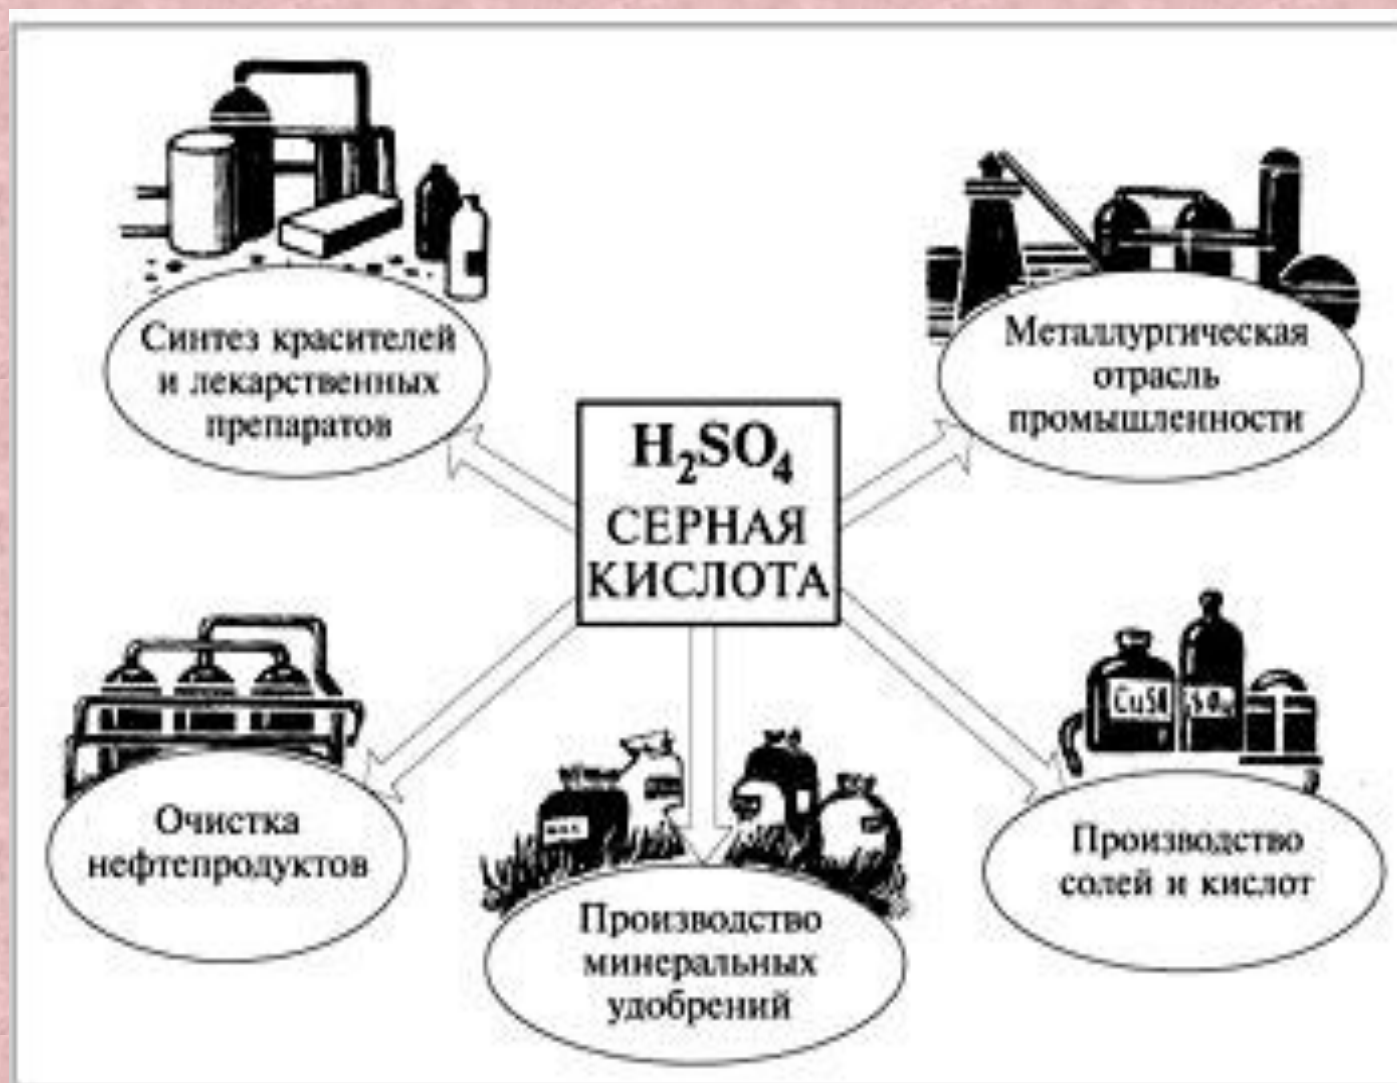 Синтез красителей
и лекарственных
препаратов
Металлургическая
отрасль
промышленности
H₂SO₄
СЕРНАЯ
КИСЛОТА
Очистка
нефтепродуктов
Производство
минеральных
удобрений
Производство
солей и кислот